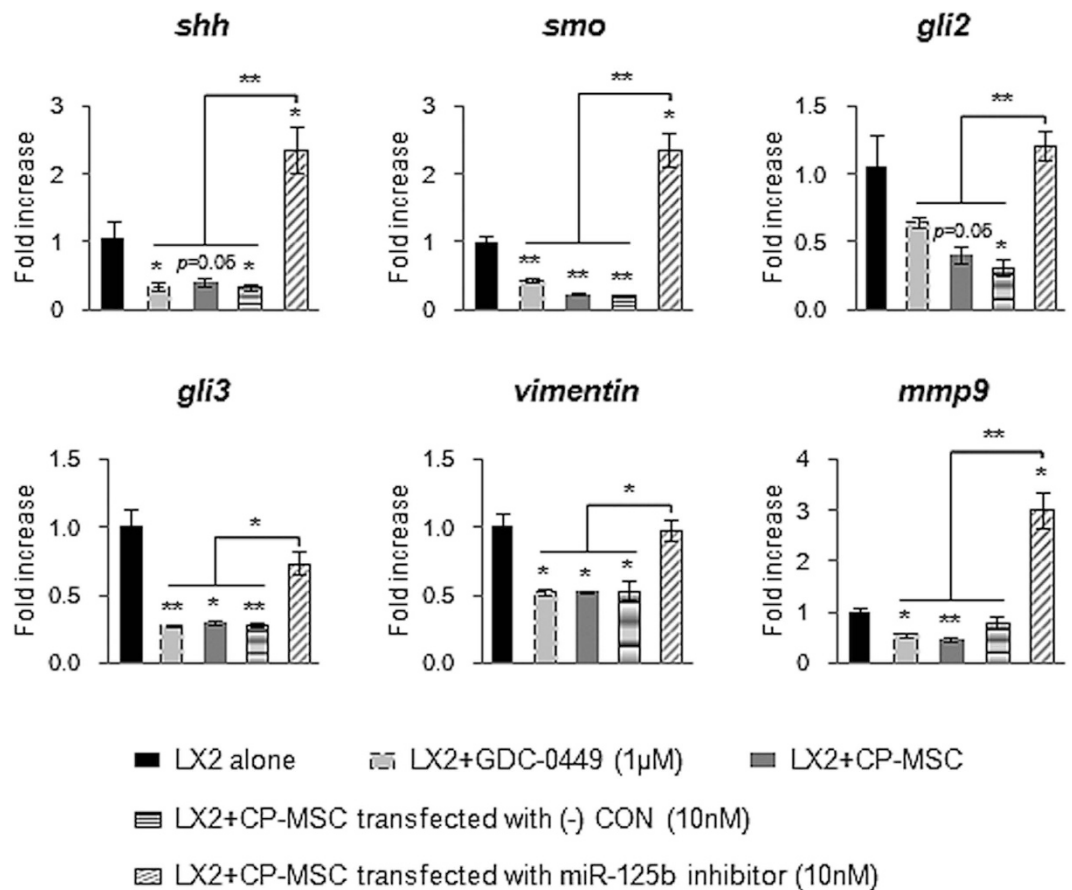 shh
smo
gli2
**
**
**
Fold increase
3
2
1
0
*
p=0.06
*
*
Fold increase
3
2
1
0
**
**
**
*
Fold increase
1.5
1.0
0.5
0.0
p=0.06
*
gli3
vimentin
mmp9
Fold increase
1.5
1.0
0.5
0.0
**
*
**
*
Fold increase
1.5
1.0
0.5
0.0
*
*
*
*
Fold increase
4
3
2
1
0
*
**
**
*
LX2 alone
LX2+GDC-0449 (1µM)
LX2+CP-MSC
LX2+CP-MSC transfected with (-) CON (10nM)
LX2+CP-MSC transfected with miR-125b inhibitor (10nM)